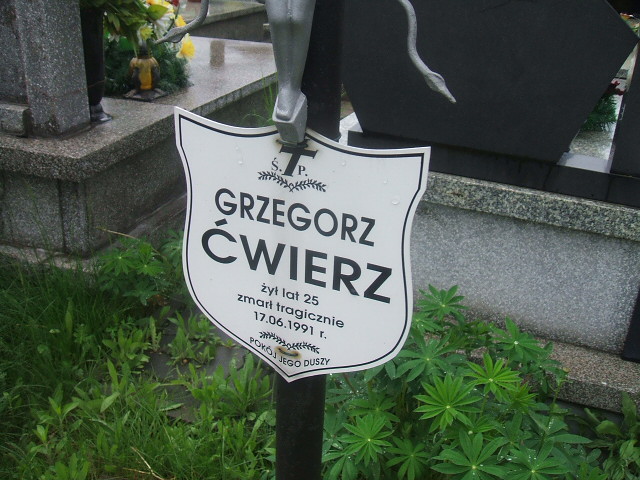 Ś. P.
GRZEGORZ
ĆWIERZ
żył lat 25
zmarł tragicznie
17.06.1991 r.
POKÓJ JEGO DUSZY